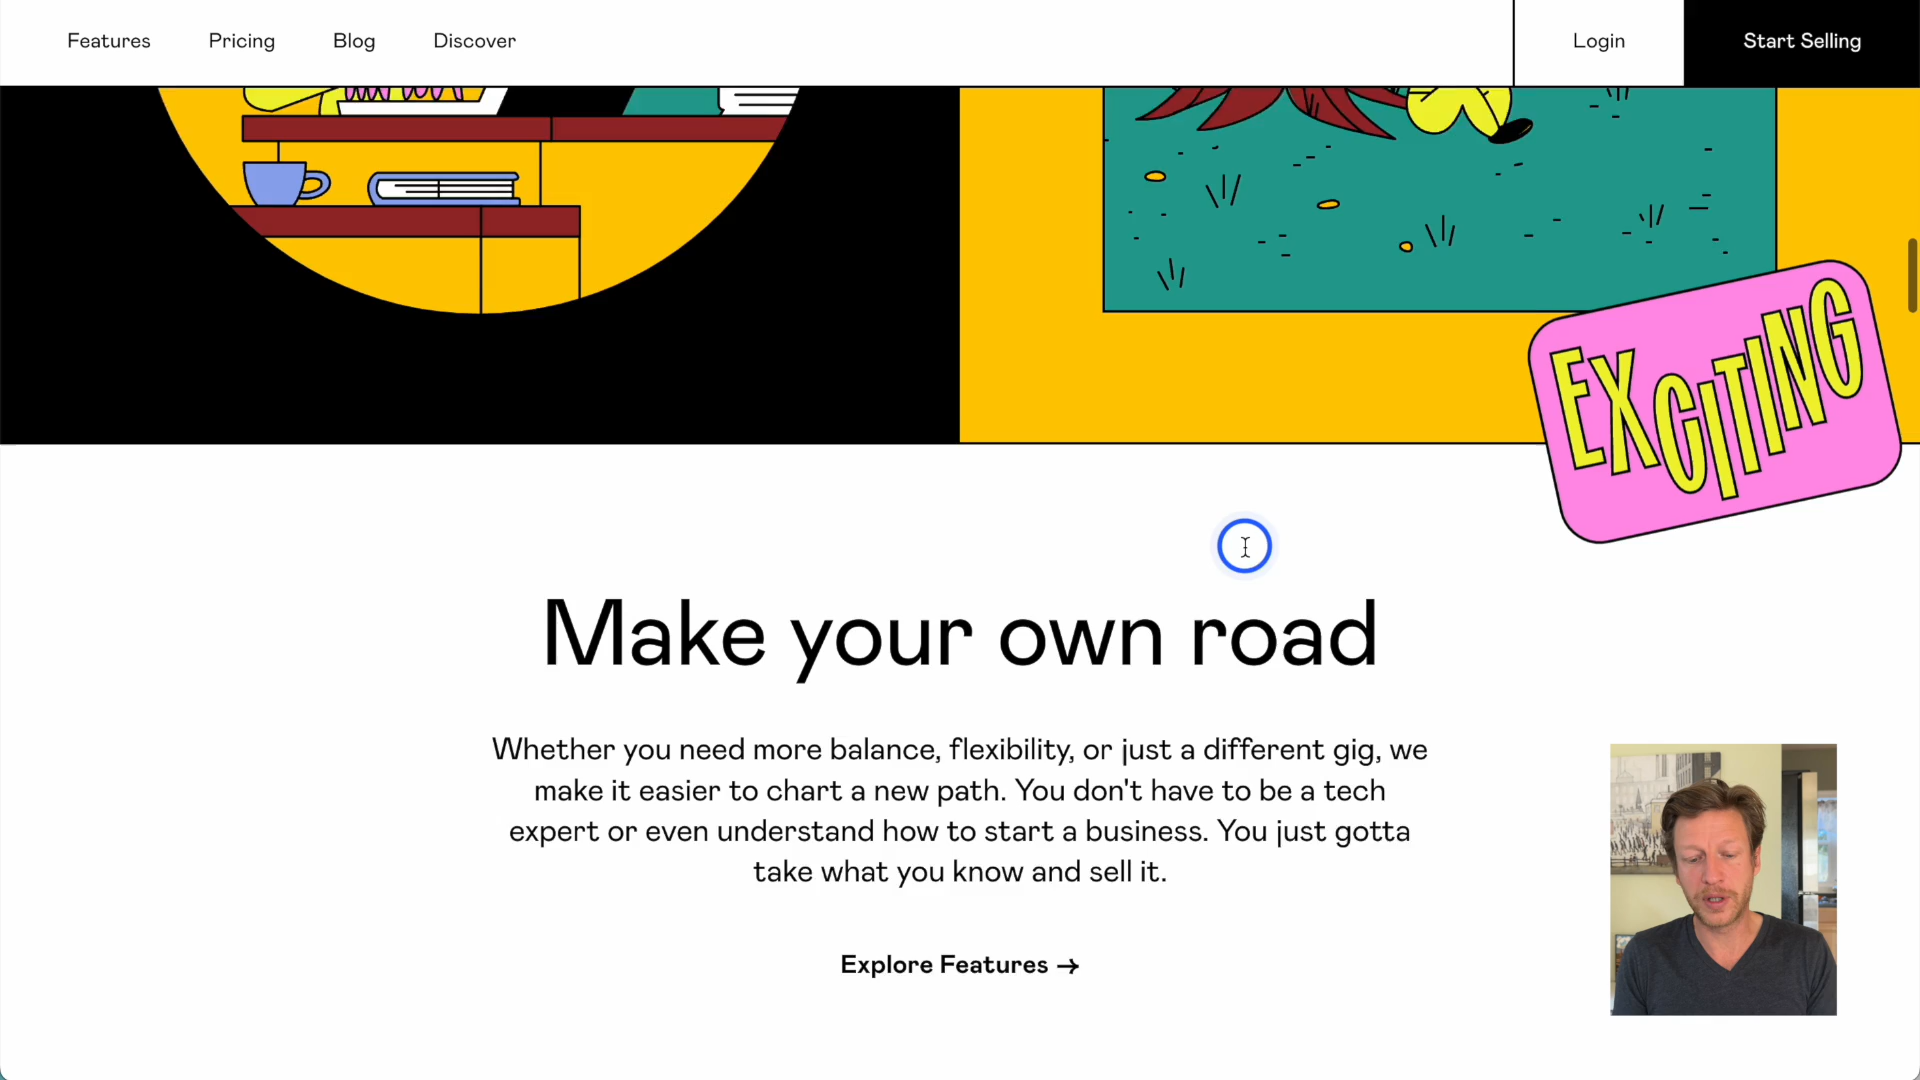 Features
Pricing
Blog
Discover
Login
Start Selling
EXCITING
Make your own road
Whether you need more balance, flexibility, or just a different gig, we
make it easier to chart a new path. You don't have to be a tech
expert or even understand how to start a business. You just gotta
take what you know and sell it.
Explore Features →